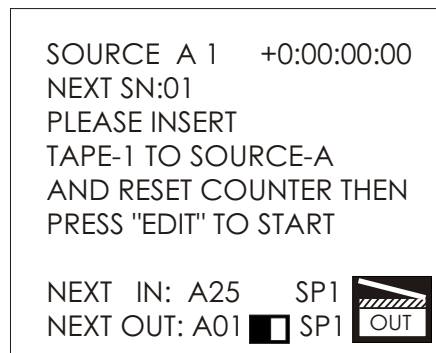 SOURCE A 1 +0:00:00:00
NEXT SN:01
PLEASE INSERT
TAPE-1 TO SOURCE-A
AND RESET COUNTER THEN
PRESS "EDIT" TO START
NEXT IN: A25 SP1
NEXT OUT: A01 SP1 OUT